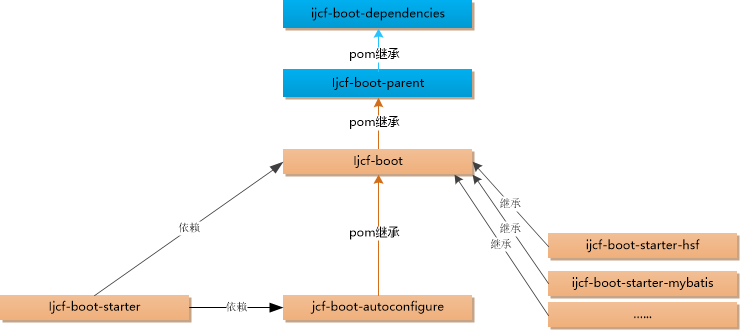 ijcf-boot-dependencies
pom继承
Ijcf-boot-parent
pom继承
Ijcf-boot
依赖
pom继承
继承
继承
继承
ijcf-boot-starter-hsf
ijcf-boot-starter-mybatis
Ijcf-boot-starter
依赖
jcf-boot-autoconfigure
……